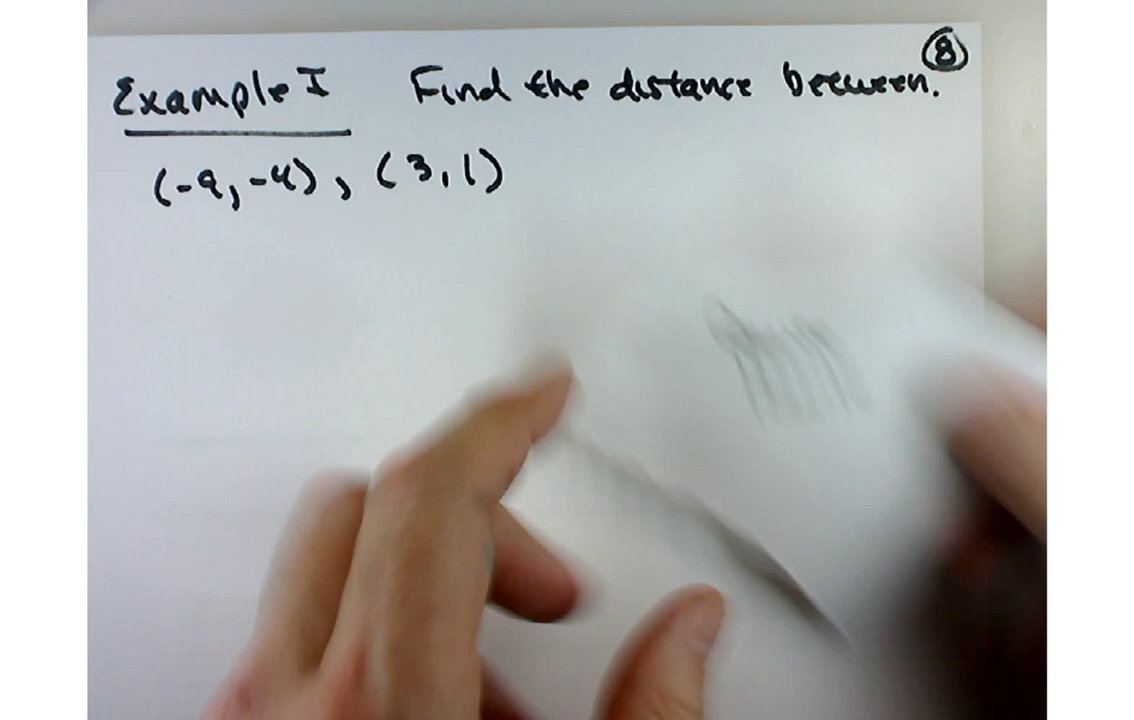 ⑧
Example I Find the distance between.
(-9,-4), (3,1)